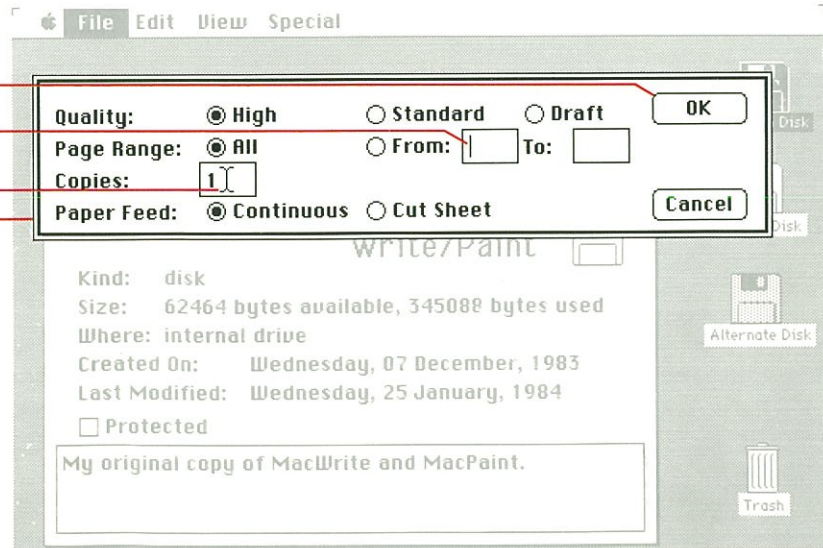 File Edit View Special
Quality: High Standard Draft OK
Page Range: All From: To:
Copies: 1
Paper Feed: Continuous Cut Sheet Cancel
Disk
Disk
Write/Paint
Kind: disk
Size: 62464 bytes available, 345088 bytes used
Where: internal drive
Created On: Wednesday, 07 December, 1983
Last Modified: Wednesday, 25 January, 1984
Protected
My original copy of MacWrite and MacPaint.
Alternate Disk
Trash